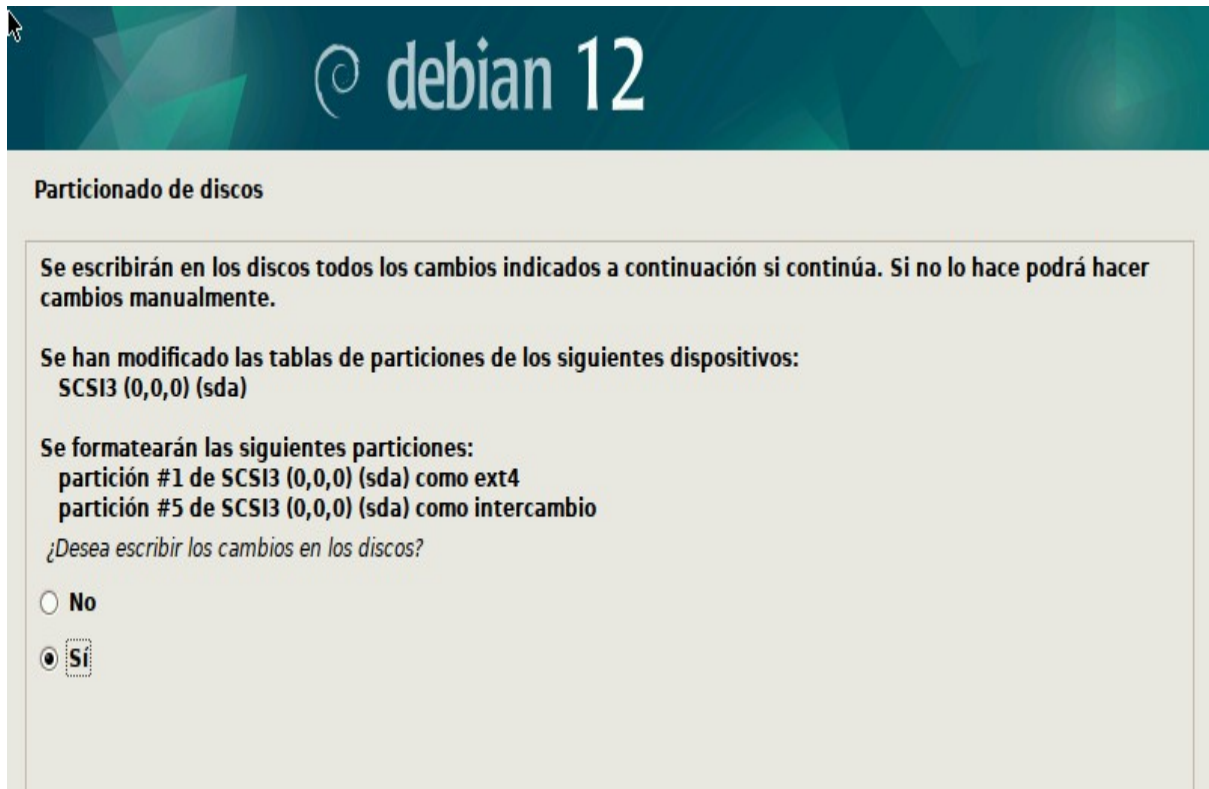 debian 12
Particionado de discos
Se escribirán en los discos todos los cambios indicados a continuación si continúa. Si no lo hace podrá hacer
cambios manualmente.
Se han modificado las tablas de particiones de los siguientes dispositivos:
SCSI3 (0,0,0) (sda)
Se formatearán las siguientes particiones:
partición #1 de SCSI3 (0,0,0) (sda) como ext4
partición #5 de SCSI3 (0,0,0) (sda) como intercambio
¿Desea escribir los cambios en los discos?
No
Sí